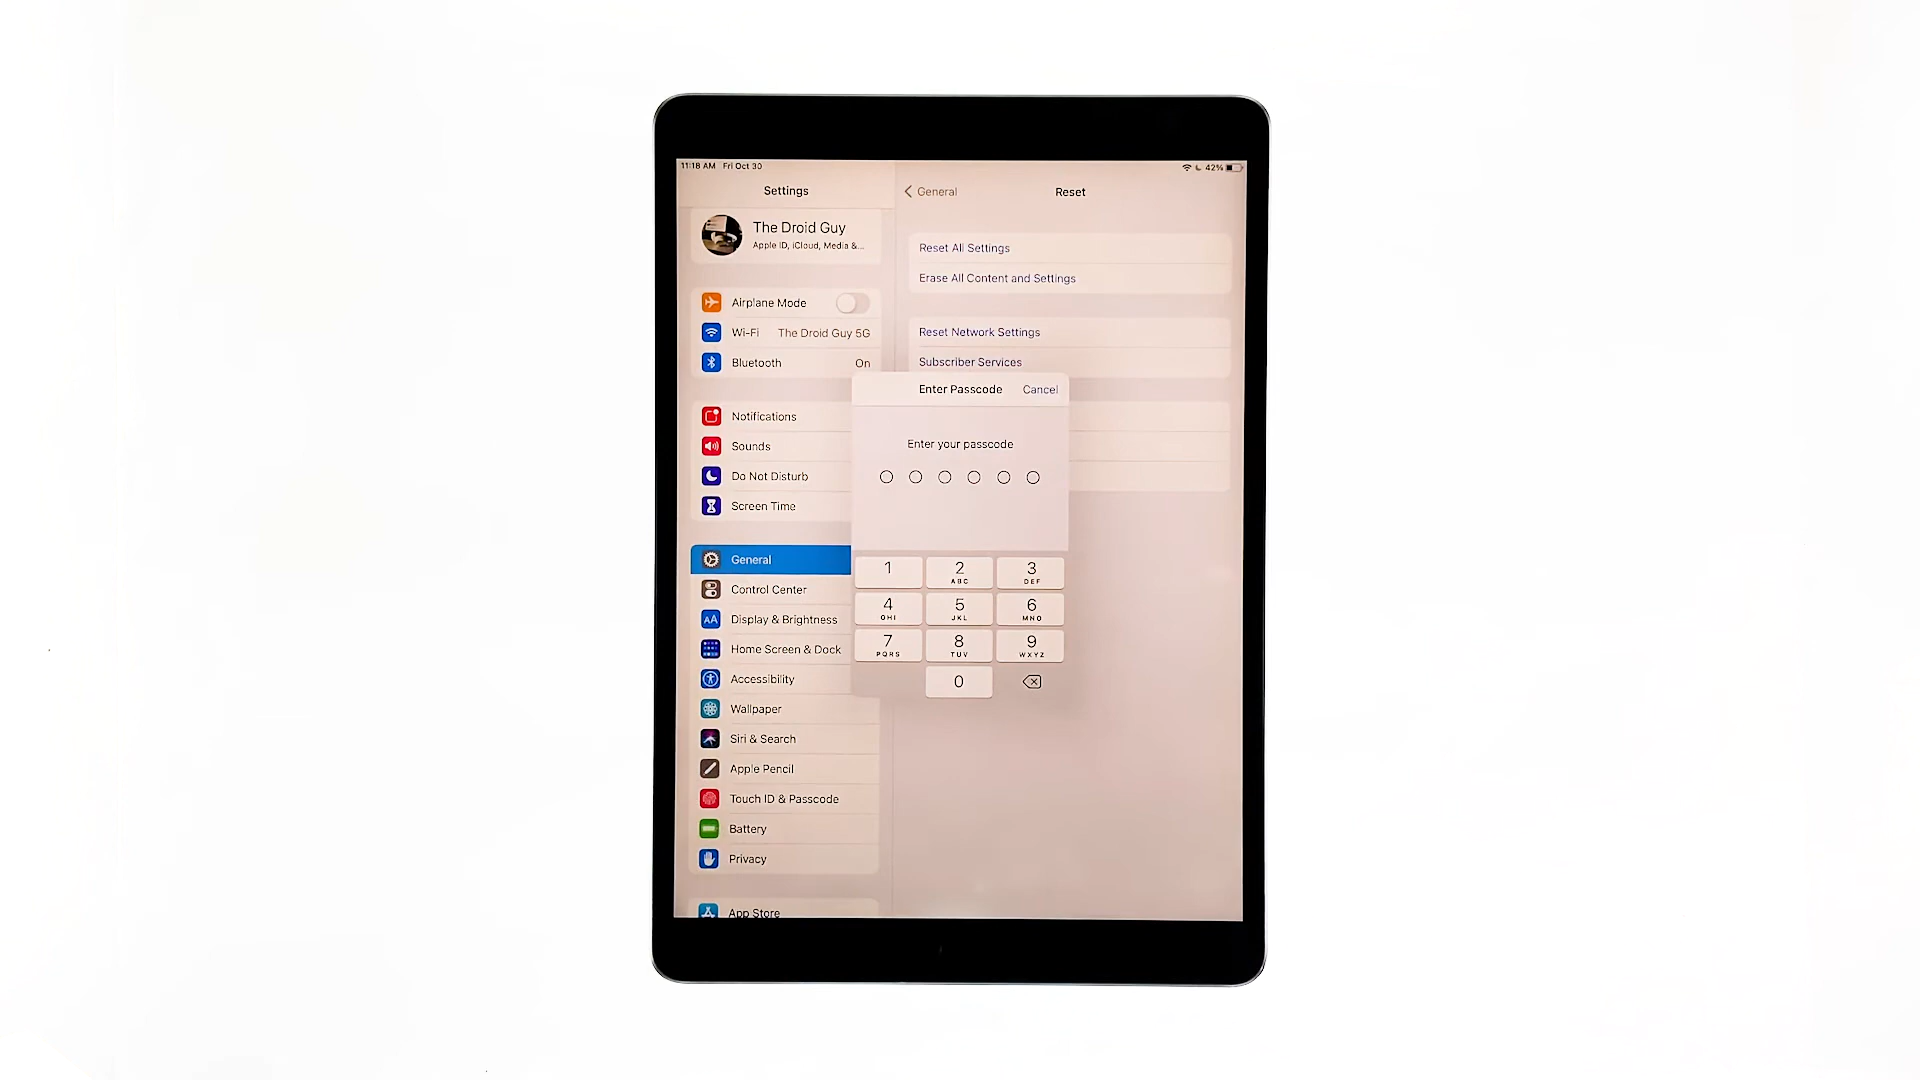 11:18 AM Fri Oct 30
42%
Settings
The Droid Guy
Apple ID, iCloud, Media &...
Airplane Mode
Wi-Fi The Droid Guy 5G
Bluetooth On
Notifications
Sounds
Do Not Disturb
Screen Time
General
Control Center
AA Display & Brightness
Home Screen & Dock
Accessibility
Wallpaper
Siri & Search
Apple Pencil
Touch ID & Passcode
Battery
Privacy
App Store
General
Reset
Reset All Settings
Erase All Content and Settings
Reset Network Settings
Subscriber Services
Enter Passcode Cancel
Enter your passcode
1 2 3
ABC DEF
4 5 6
GHI JKL MNO
7 8 9
PQRS TUV WXYZ
0